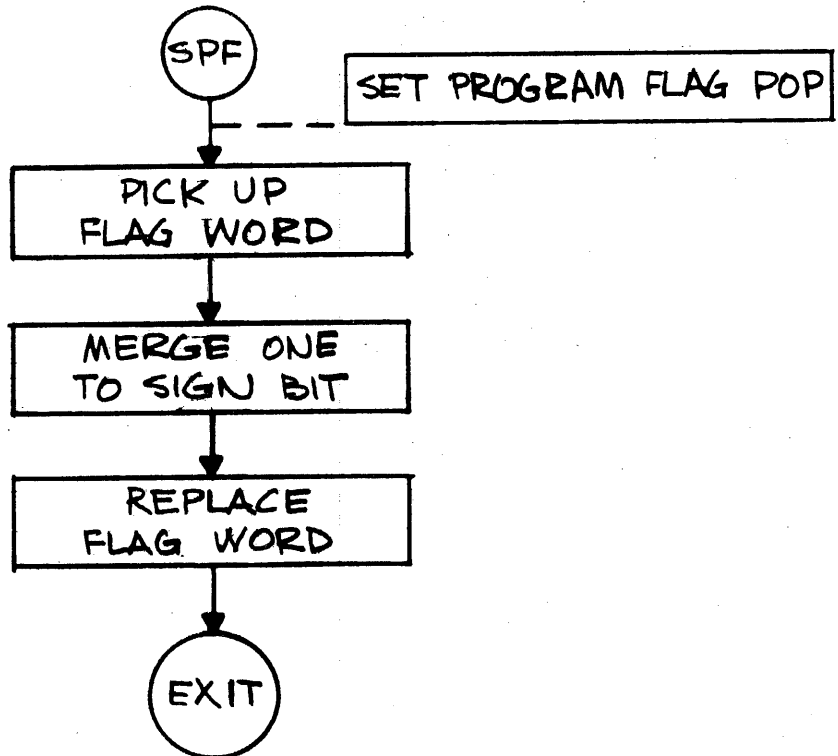 SPF
SET PROGRAM FLAG POP
PICK UP
FLAG WORD
MERGE ONE
TO SIGN BIT
REPLACE
FLAG WORD
EXIT